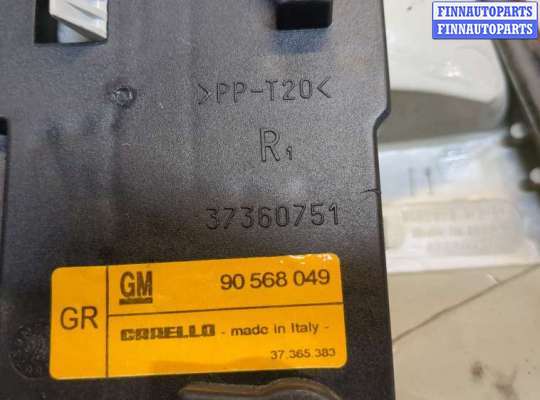 FINNAUTOPARTS
FINNAUTOPARTS
>PP-T20<
R1
37360751
GR
GM
90 568 049
CARELLO - made in Italy -
37.365.383